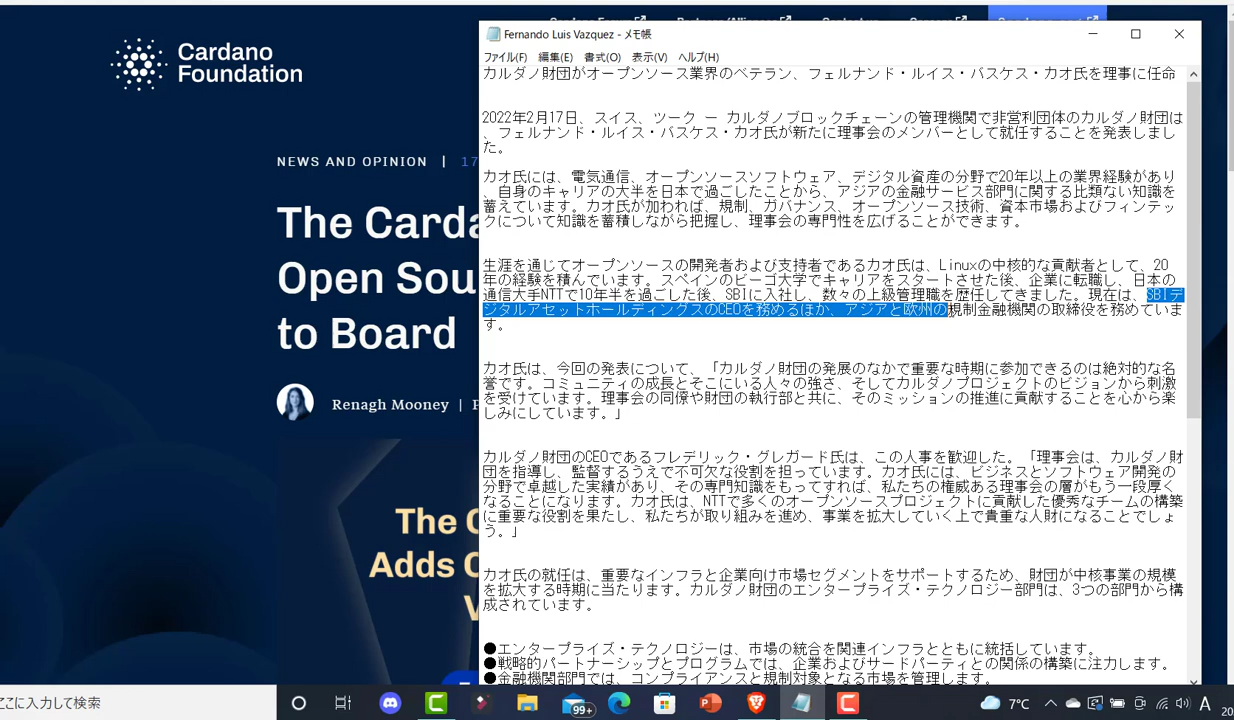 Cardano
Foundation
NEWS AND OPINION | 17
The Carda
Open Sou
to Board
Renagh Mooney |
The C
Adds C
Fernando Luis Vazquez - メモ帳
ファイル(F) 編集(E) 書式(O) 表示(V) ヘルプ(H)
カルダノ財団がオープンソース業界のベテラン、フェルナンド・ルイス・バスケス・カオ氏を理事に任命
2022年2月17日、スイス、ツーク ー カルダノブロックチェーンの管理機関で非営利団体のカルダノ財団は
、フェルナンド・ルイス・バスケス・カオ氏が新たに理事会のメンバーとして就任することを発表しまし
た。
カオ氏には、電気通信、オープンソースソフトウェア、デジタル資産の分野で20年以上の業界経験があり
、自身のキャリアの大半を日本で過ごしたことから、アジアの金融サービス部門に関する比類ない知識を
蓄えています。カオ氏が加われば、規制、ガバナンス、オープンソース技術、資本市場およびフィンテッ
クについて知識を蓄積しながら把握し、理事会の専門性を広げることができます。
生涯を通じてオープンソースの開発者および支持者であるカオ氏は、Linuxの中核的な貢献者として、20
年の経験を積んでいます。スペインのビーゴ大学でキャリアをスタートさせた後、企業に転職し、日本の
通信大手NTTで10年半を過ごした後、SBIに入社し、数々の上級管理職を歴任してきました。現在は、SBIデ
ジタルアセットホールディングスのCEOを務めるほか、アジアと欧州の規制金融機関の取締役を務めていま
す。
カオ氏は、今回の発表について、「カルダノ財団の発展のなかで重要な時期に参加できるのは絶対的な名
誉です。コミュニティの成長とそこにいる人々の強さ、そしてカルダノプロジェクトのビジョンから刺激
を受けています。理事会の同僚や財団の執行部と共に、そのミッションの推進に貢献することを心から楽
しみにしています。」
カルダノ財団のCEOであるフレデリック・グレガード氏は、この人事を歓迎した。「理事会は、カルダノ財
団を指導し、監督するうえで不可欠な役割を担っています。カオ氏には、ビジネスとソフトウェア開発の
分野で卓越した実績があり、その専門知識をもってすれば、私たちの権威ある理事会の層がもう一段厚く
なることになります。カオ氏は、NTTで多くのオープンソースプロジェクトに貢献した優秀なチームの構築
に重要な役割を果たし、私たちが取り組みを進め、事業を拡大していく上で貴重な人財になることでしょ
う。」
カオ氏の就任は、重要なインフラと企業向け市場セグメントをサポートするため、財団が中核事業の規模
を拡大する時期に当たります。カルダノ財団のエンタープライズ・テクノロジー部門は、3つの部門から構
成されています。
●エンタープライズ・テクノロジーは、市場の統合を関連インフラとともに統括しています。
●戦略的パートナーシップとプログラムでは、企業およびサードパーティとの関係の構築に注力します。
●金融機関部門では、コンプライアンスと規制対象となる市場を管理します。
ここに入力して検索
99+
7°C
A
20